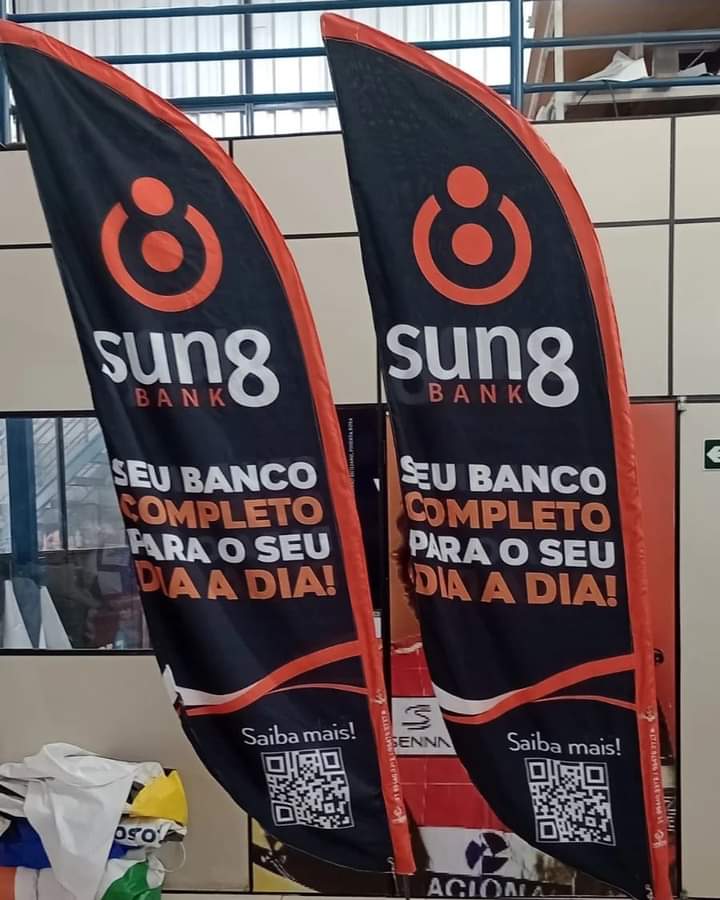 sun8
BANK
SEU BANCO
COMPLETO
PARA O SEU
DIA A DIA!
Saiba mais!
sun8
BANK
SEU BANCO
COMPLETO
PARA O SEU
DIA A DIA!
Saiba mais!
SENNA